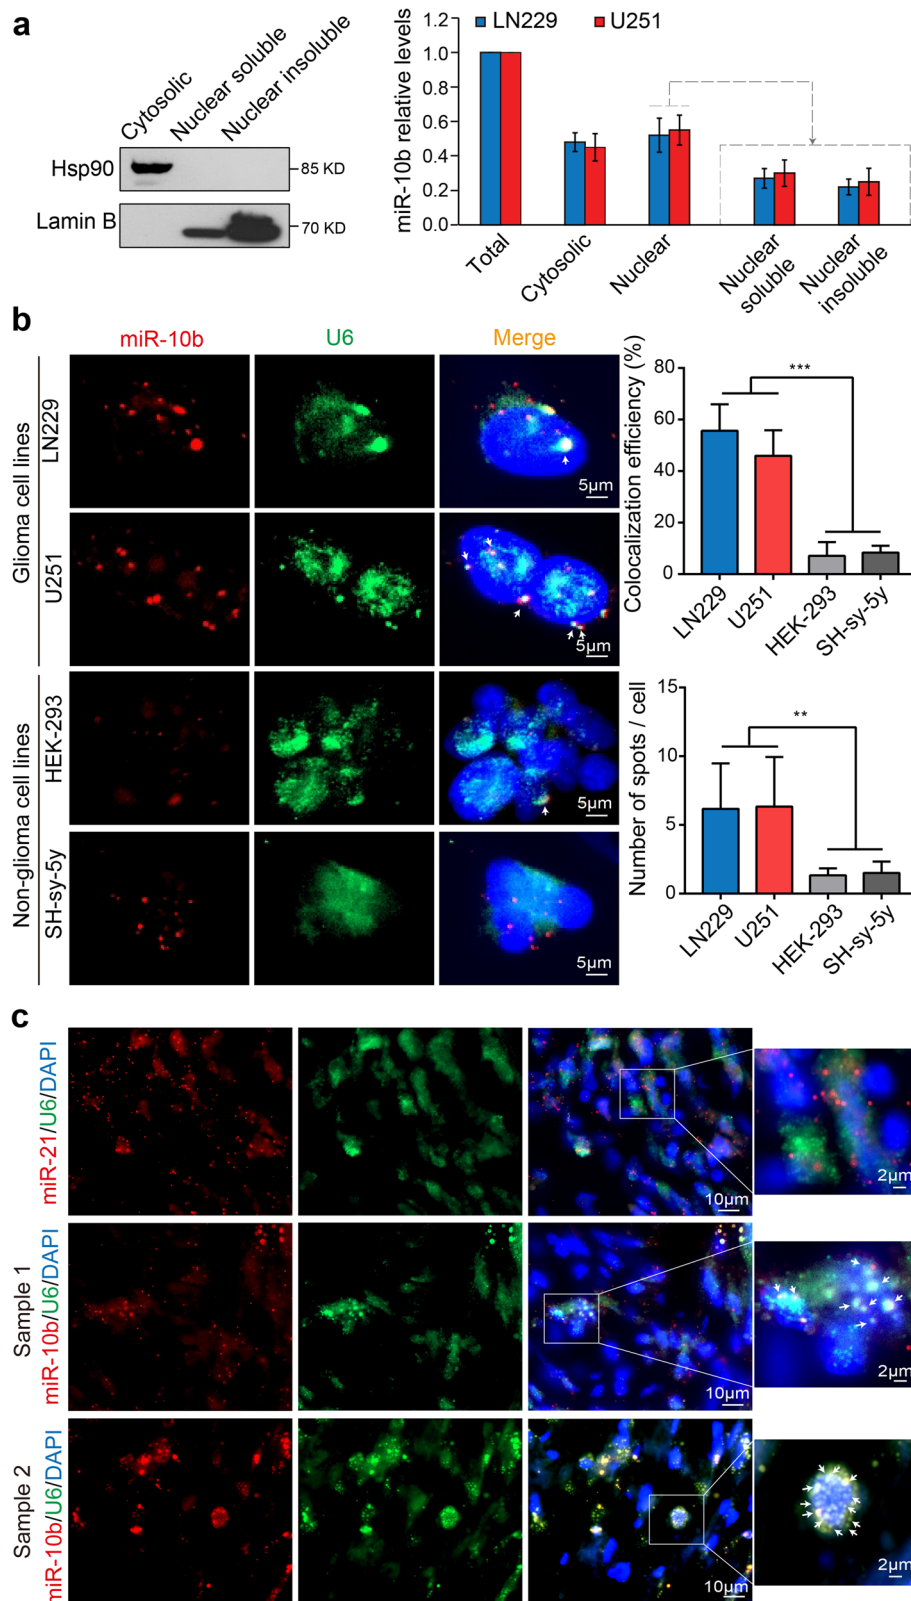 a
Cytosolic
Nuclear soluble
Nuclear insoluble
Hsp90
85 KD
Lamin B
70 KD
LN229
U251
miR-10b relative levels
1.2
1.0
0.8
0.6
0.4
0.2
0.0
Total
Cytosolic
Nuclear
Nuclear soluble
Nuclear insoluble
b
miR-10b
U6
Merge
Glioma cell lines
LN229
5µm
U251
5µm
Non-glioma cell lines
HEK-293
5µm
SH-sy-5y
5µm
Colocalization efficiency (%)
80
60
40
20
0
***
LN229
U251
HEK-293
SH-sy-5y
Number of spots / cell
15
10
5
0
**
LN229
U251
HEK-293
SH-sy-5y
c
miR-21/U6/DAPI
10µm
2µm
Sample 1
miR-10b/U6/DAPI
10µm
2µm
Sample 2
miR-10b/U6/DAPI
10µm
2µm